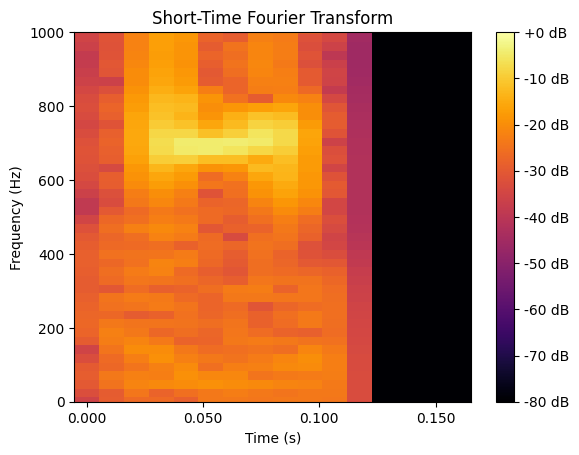 Short-Time Fourier Transform
1000
800
600
400
200
0
Frequency (Hz)
0.000
0.050
0.100
0.150
Time (s)
+0 dB
-10 dB
-20 dB
-30 dB
-40 dB
-50 dB
-60 dB
-70 dB
-80 dB